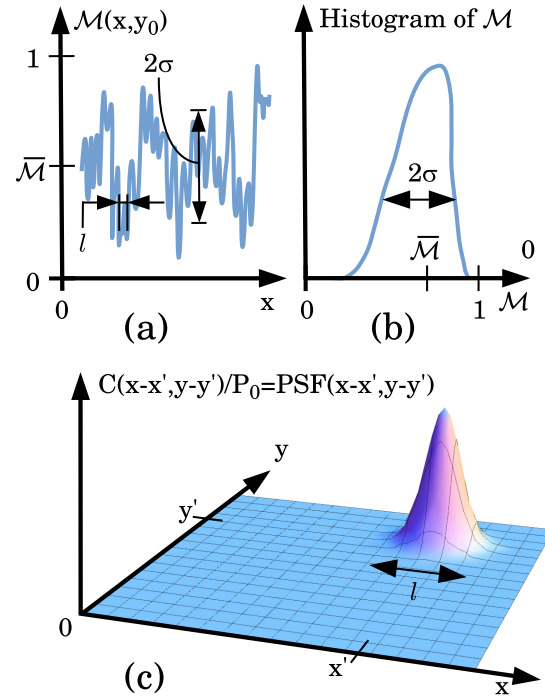 ℳ(x,y₀)
1
2σ
ℳ̅
l
0
0
x
(a)
Histogram of ℳ
2σ
ℳ̅
0
0
1
ℳ
(b)
C(x-x',y-y')/P₀=PSF(x-x',y-y')
y
y'
l
0
x'
x
(c)